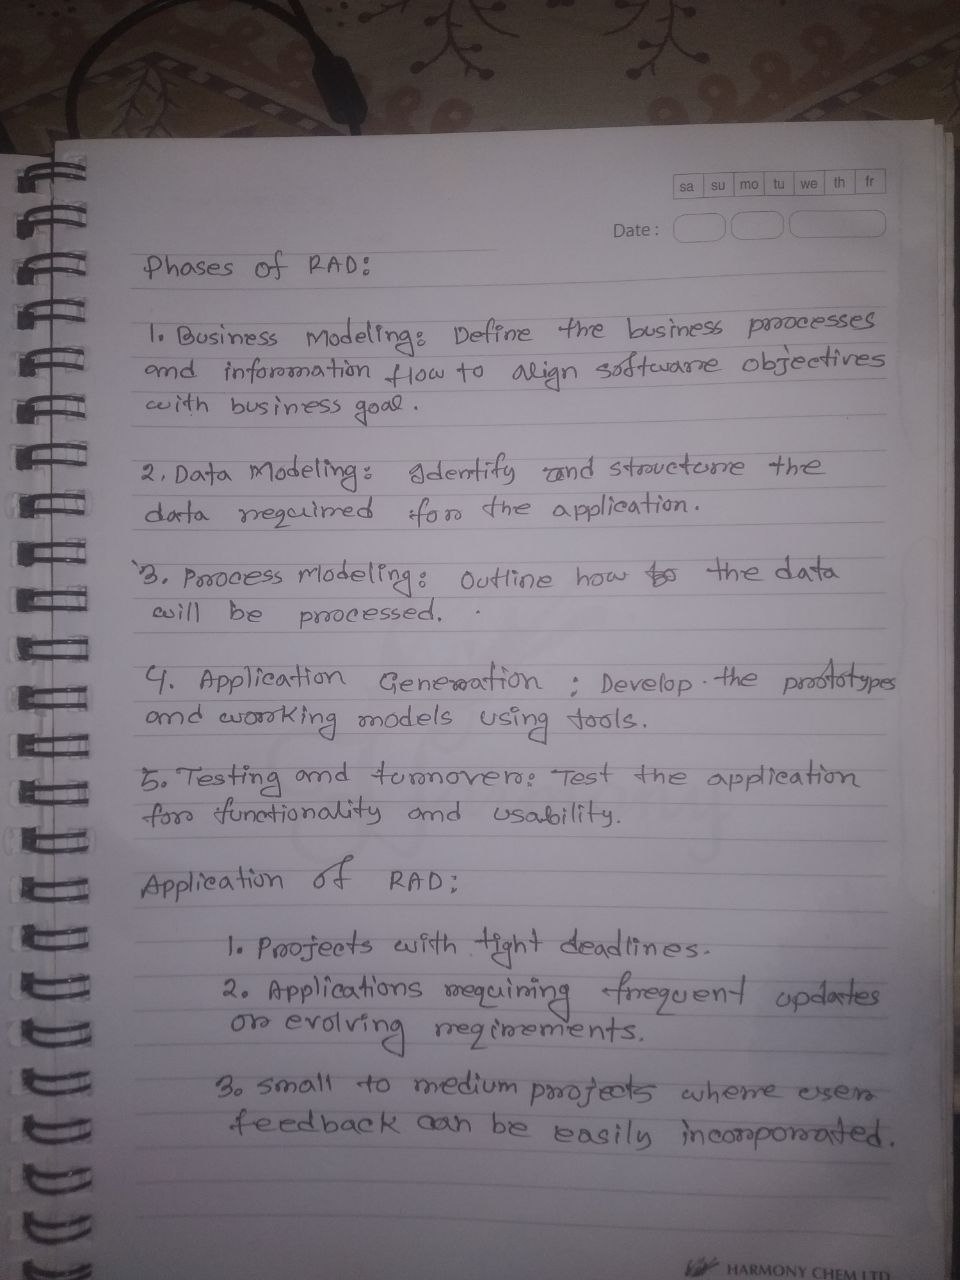 sa su mo tu we th fr
Date :
Phases of RAD:
1. Business Modeling: Define the business processes
and information flow to align software objectives
with business goal.
2. Data Modeling: Identify and structure the
data required for the application.
3. Process Modeling: Outline how the data
will be processed.
4. Application Generation : Develop the prototypes
and working models using tools.
5. Testing and turnover: Test the application
for functionality and usability.
Application of RAD:
1. Projects with tight deadlines.
2. Applications requiring frequent updates
or evolving reqirements.
3. Small to medium projects where user
feedback can be easily incorporated.
HARMONY CHEM LTD